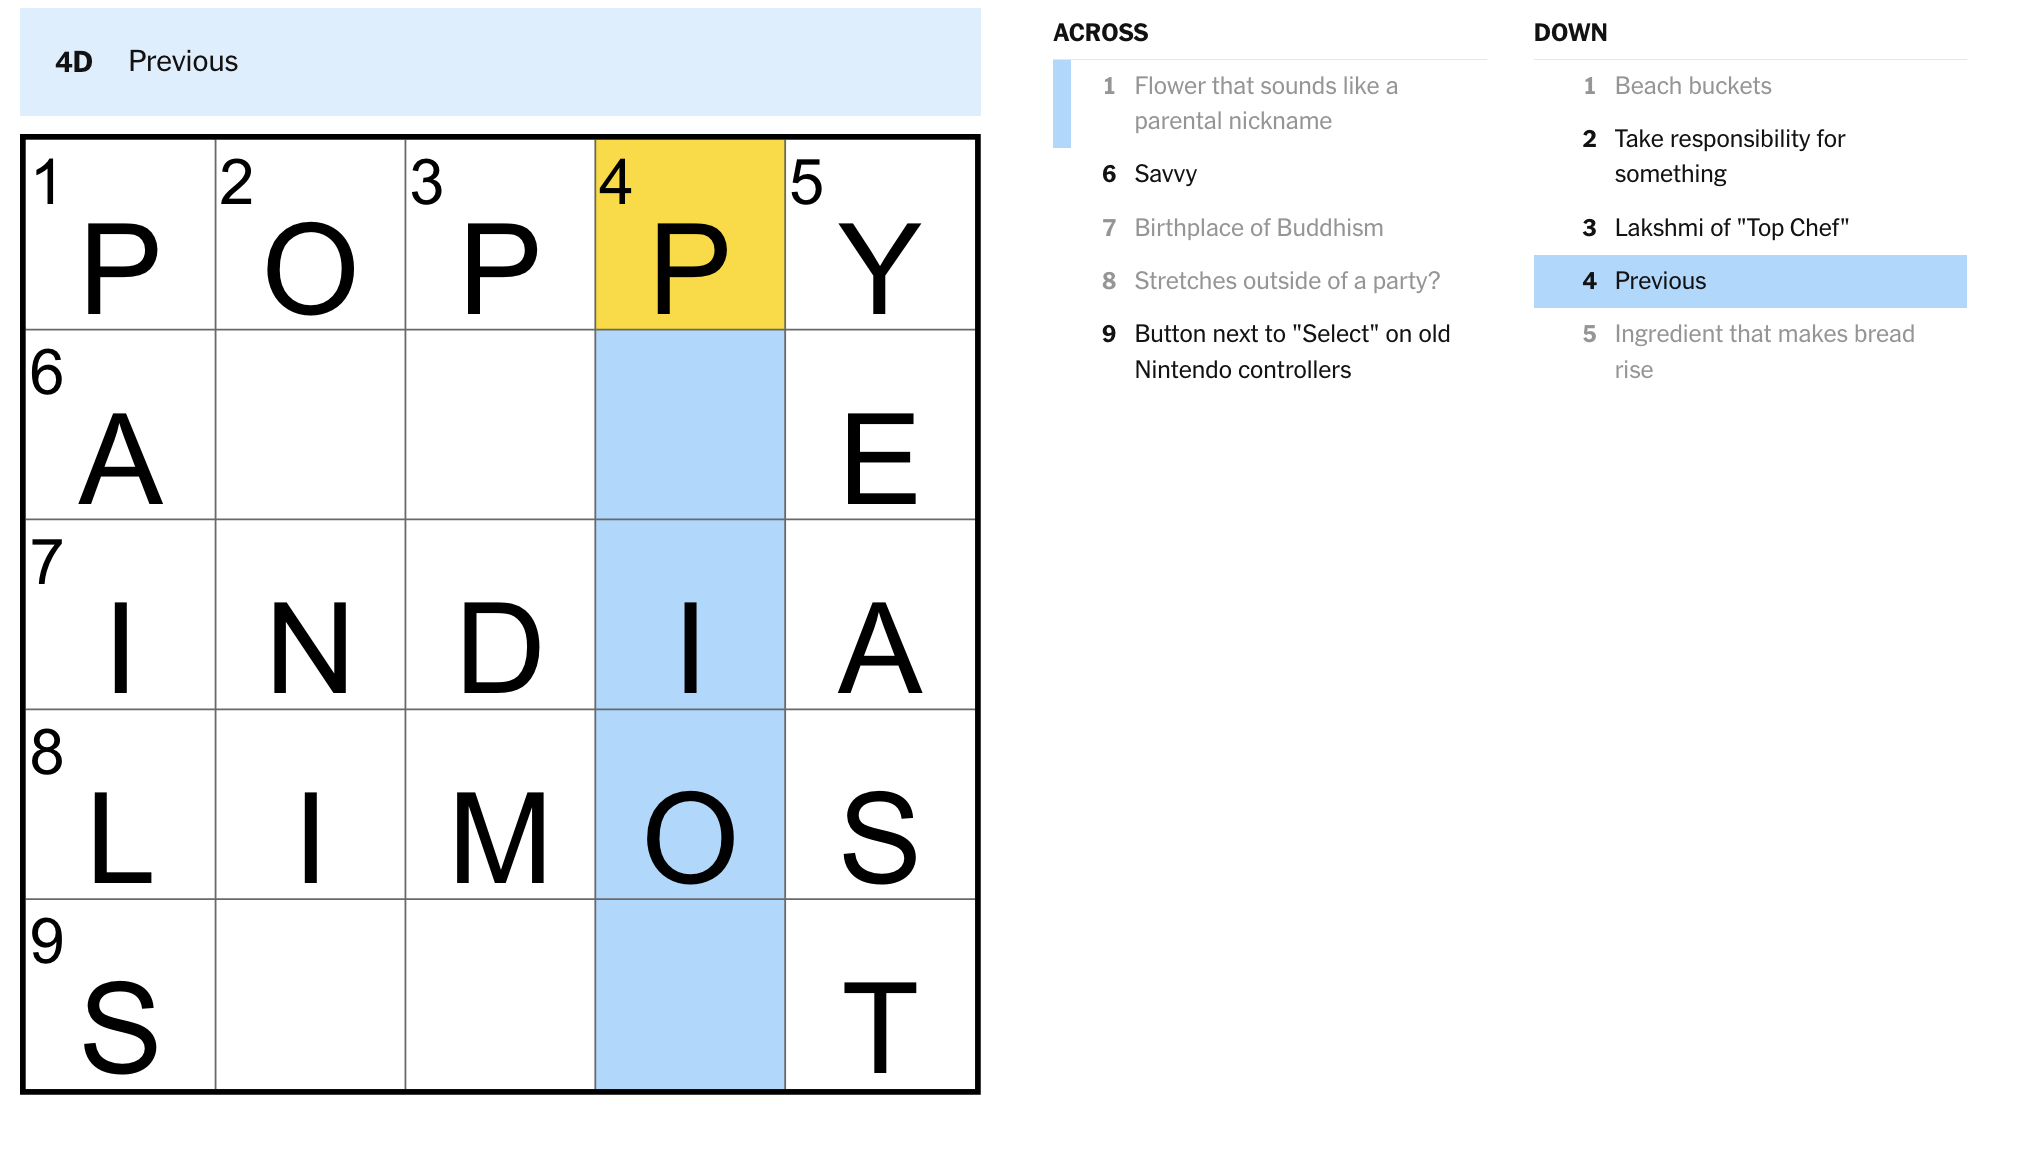 4D Previous
1 2 3 4 5
P O P P Y
6
A E
7
I N D I A
8
L I M O S
9
S T
ACROSS
1 Flower that sounds like a
parental nickname
6 Savvy
7 Birthplace of Buddhism
8 Stretches outside of a party?
9 Button next to "Select" on old
Nintendo controllers
DOWN
1 Beach buckets
2 Take responsibility for
something
3 Lakshmi of "Top Chef"
4 Previous
5 Ingredient that makes bread
rise